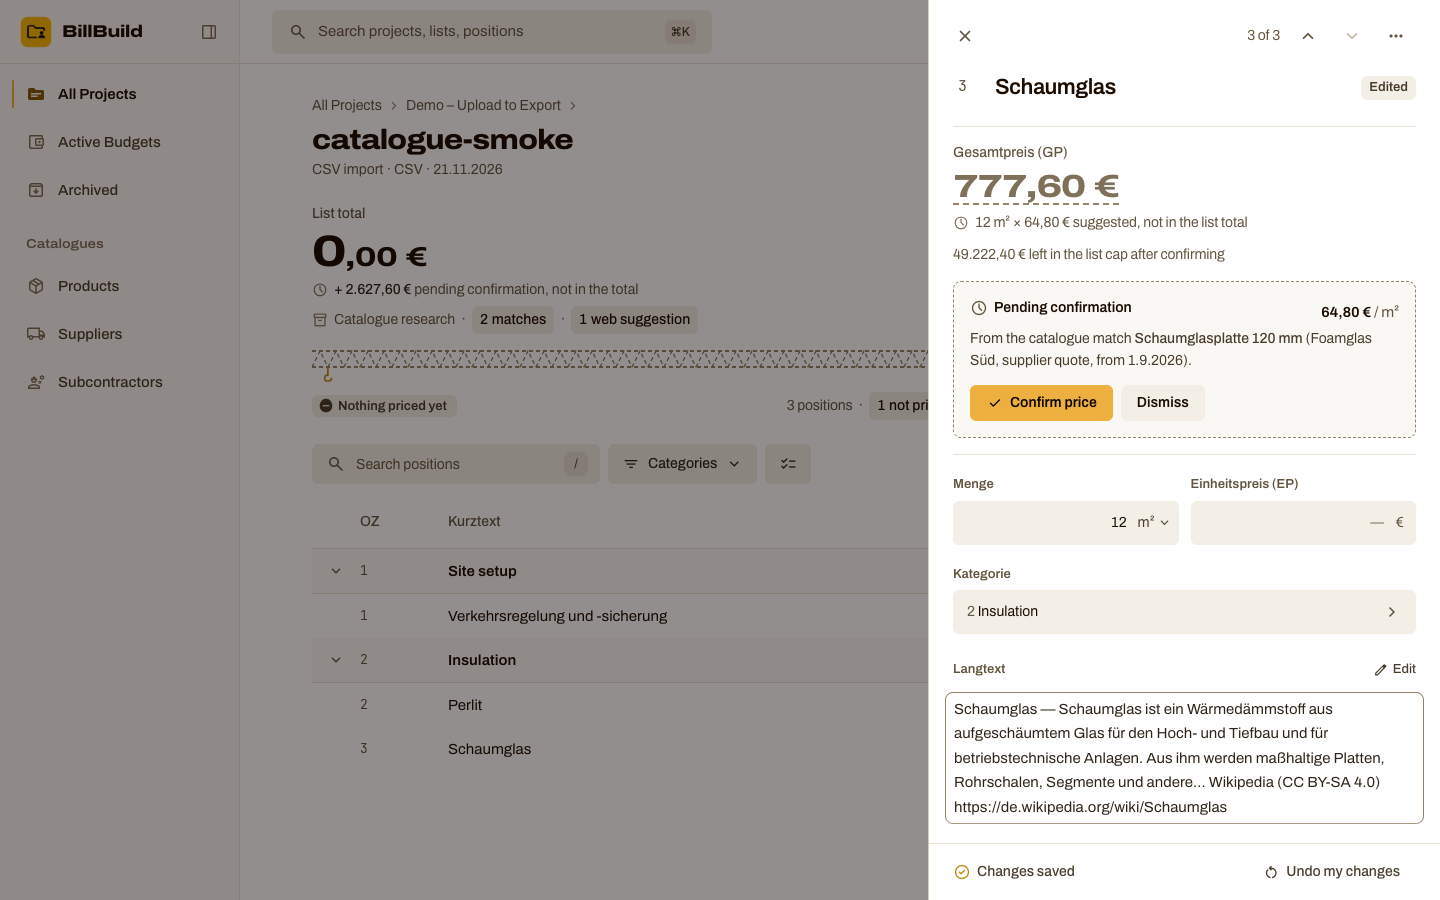 BillBuild
Search projects, lists, positions
⌘K
All Projects
Active Budgets
Archived
Catalogues
Products
Suppliers
Subcontractors
All Projects > Demo – Upload to Export >
catalogue-smoke
CSV import · CSV · 21.11.2026
List total
0,00 €
+ 2.627,60 € pending confirmation, not in the total
Catalogue research · 2 matches · 1 web suggestion
Nothing priced yet
3 positions · 1 not pri
Search positions
/
Categories
OZ Kurztext
1 Site setup
1 Verkehrsregelung und -sicherung
2 Insulation
2 Perlit
3 Schaumglas
3 of 3
3 Schaumglas
Edited
Gesamtpreis (GP)
777,60 €
12 m² × 64,80 € suggested, not in the list total
49.222,40 € left in the list cap after confirming
Pending confirmation
64,80 € / m²
From the catalogue match Schaumglasplatte 120 mm (Foamglas
Süd, supplier quote, from 1.9.2026).
Confirm price
Dismiss
Menge
Einheitspreis (EP)
12 m²
— €
Kategorie
2 Insulation
Langtext
Edit
Schaumglas — Schaumglas ist ein Wärmedämmstoff aus
aufgeschäumtem Glas für den Hoch- und Tiefbau und für
betriebstechnische Anlagen. Aus ihm werden maßhaltige Platten,
Rohrschalen, Segmente und andere... Wikipedia (CC BY-SA 4.0)
https://de.wikipedia.org/wiki/Schaumglas
Changes saved
Undo my changes